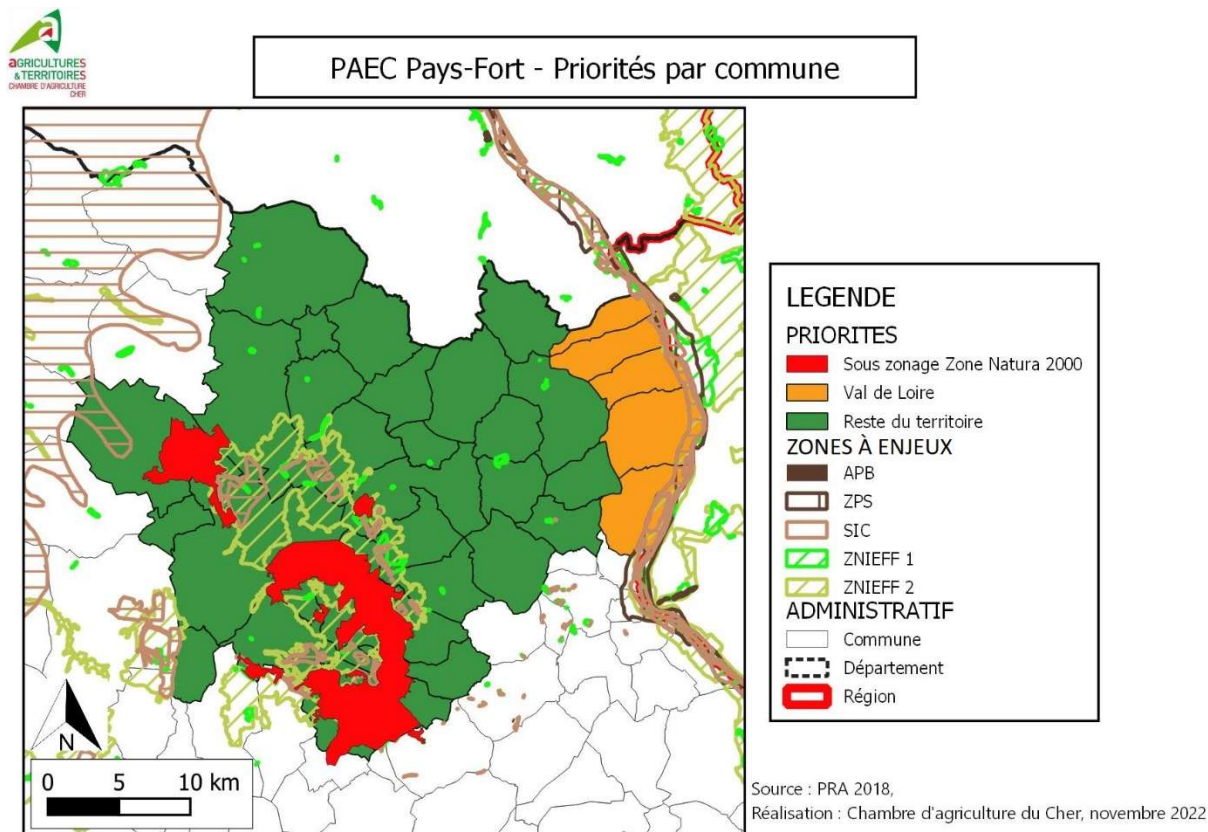 aGRICULTURES
& TERRITOIRES
CHAMBRE D'AGRICULTURE
CHER
PAEC Pays-Fort - Priorités par commune
N
0 5 10 km
LEGENDE
PRIORITES
Sous zonage Zone Natura 2000
Val de Loire
Reste du territoire
ZONES À ENJEUX
APB
ZPS
SIC
ZNIEFF 1
ZNIEFF 2
ADMINISTRATIF
Commune
Département
Région
Source : PRA 2018,
Réalisation : Chambre d'agriculture du Cher, novembre 2022